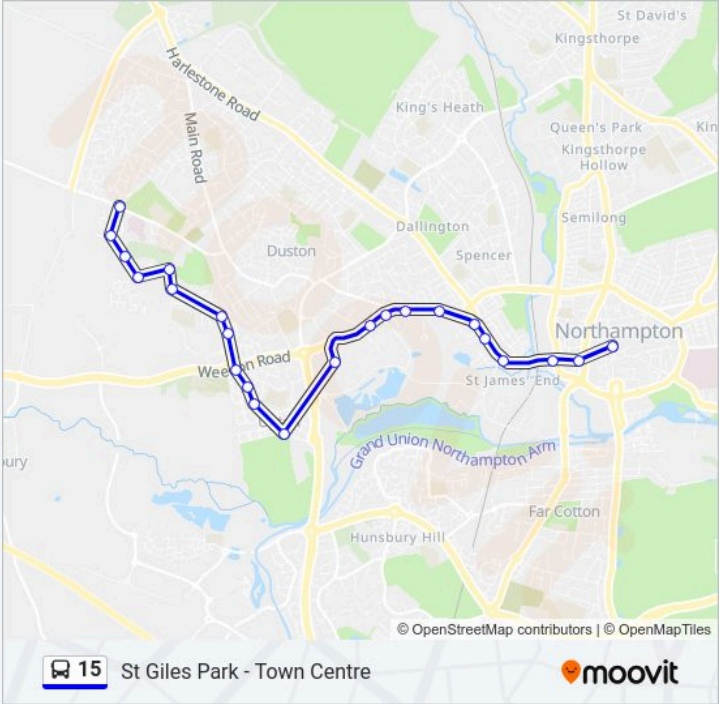 St David's
Kingsthorpe
Harlestone Road
King's Heath
Main Road
Queen's Park
Kin
Kingsthorpe
Hollow
Dallington
Semilong
Duston
Spencer
Northampton
Road
St James' End
Grand Union Northampton Arm
ury
Far Cotton
Hunsbury Hill
© OpenStreetMap contributors | © OpenMapTiles
15 St Giles Park - Town Centre
moovit